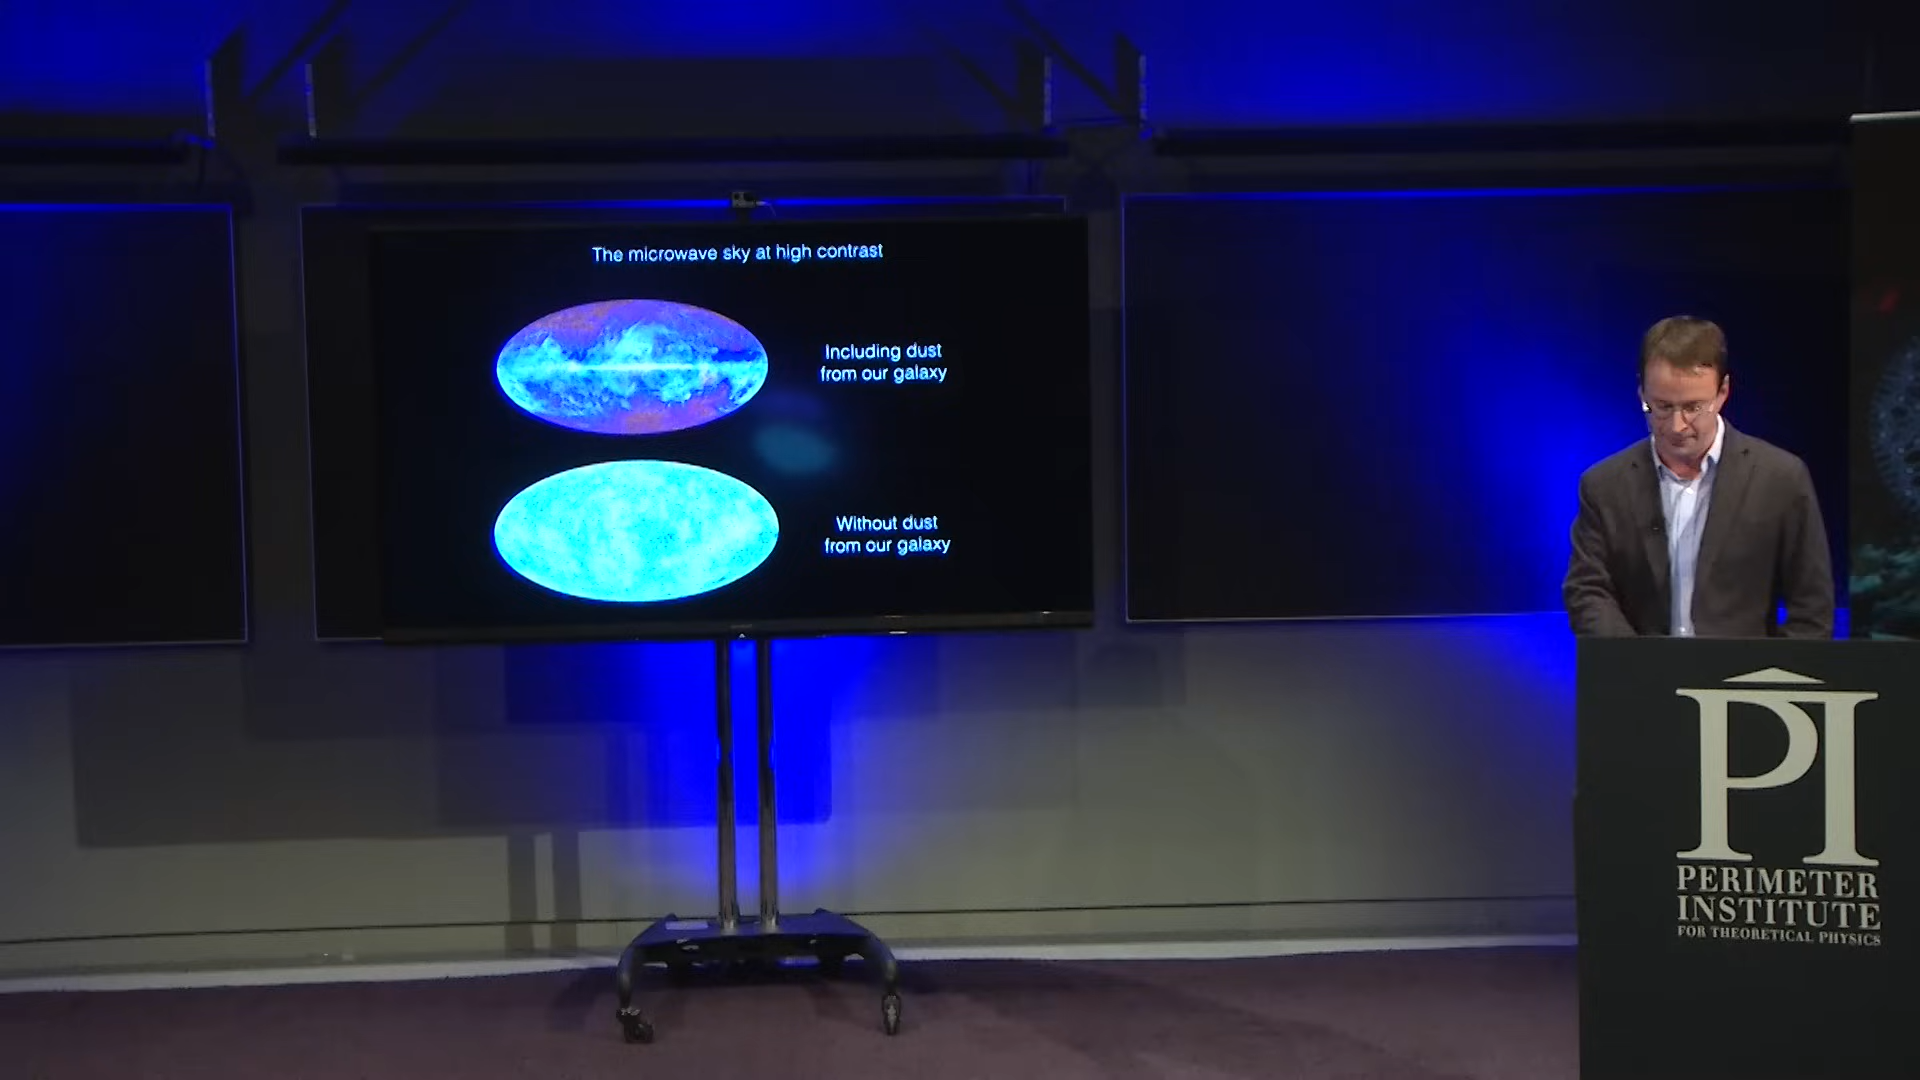 The microwave sky at high contrast
Including dust
from our galaxy
Without dust
from our galaxy
PI
PERIMETER
INSTITUTE
FOR THEORETICAL PHYSICS